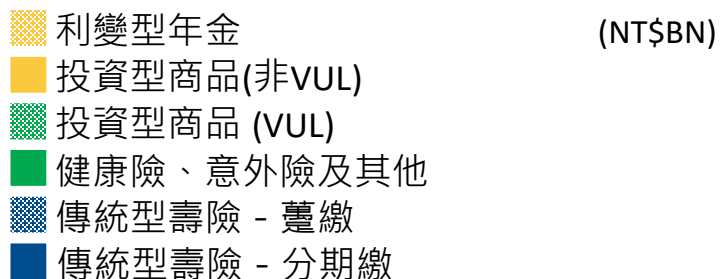 利變型年金 (NT$BN)
投資型商品(非VUL)
投資型商品 (VUL)
健康險、意外險及其他
傳統型壽險 - 躉繳
傳統型壽險 - 分期繳